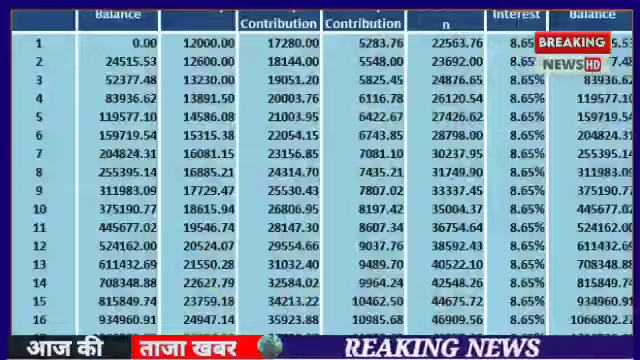 Balance Interest Balance
Contribution Contribution n
1 0.00 12000.00 17280.00 5283.76 22563.76 8.65
2 24515.53 12600.00 18144.00 5548.00 23692.00 8.65
3 52377.48 13230.00 19051.20 5825.45 24876.65 8.65% 83936.62
4 83936.62 13891.50 20003.76 6116.78 26120.54 8.65% 119577.10
5 119577.10 14586.08 21003.95 6422.67 27426.62 8.65% 159719.54
6 159719.54 15315.38 22054.15 6743.85 28798.00 8.65% 204824.31
7 204824.31 16081.15 23156.85 7081.10 30237.95 8.65% 255395.14
8 255395.14 16885.21 24314.70 7435.21 31749.90 8.65% 311983.09
9 311983.09 17729.47 25530.43 7807.02 33337.45 8.65% 375190.77
10 375190.77 18615.94 26806.95 8197.42 35004.37 8.65% 445677.02
11 445677.02 19546.74 28147.30 8607.34 36754.64 8.65% 524162.00
12 524162.00 20524.07 29554.66 9037.76 38592.43 8.65% 611432.69
13 611432.69 21550.28 31032.40 9489.70 40522.10 8.65% 708348.88
14 708348.88 22627.79 32584.02 9964.24 42548.26 8.65% 815849.74
15 815849.74 23759.18 34213.22 10462.50 44675.72 8.65% 934960.91
16 934960.91 24947.14 35923.88 10985.68 46909.56 8.65% 1066802.27
BREAKING
NEWS HD
आज की ताजा खबर REAKING NEWS